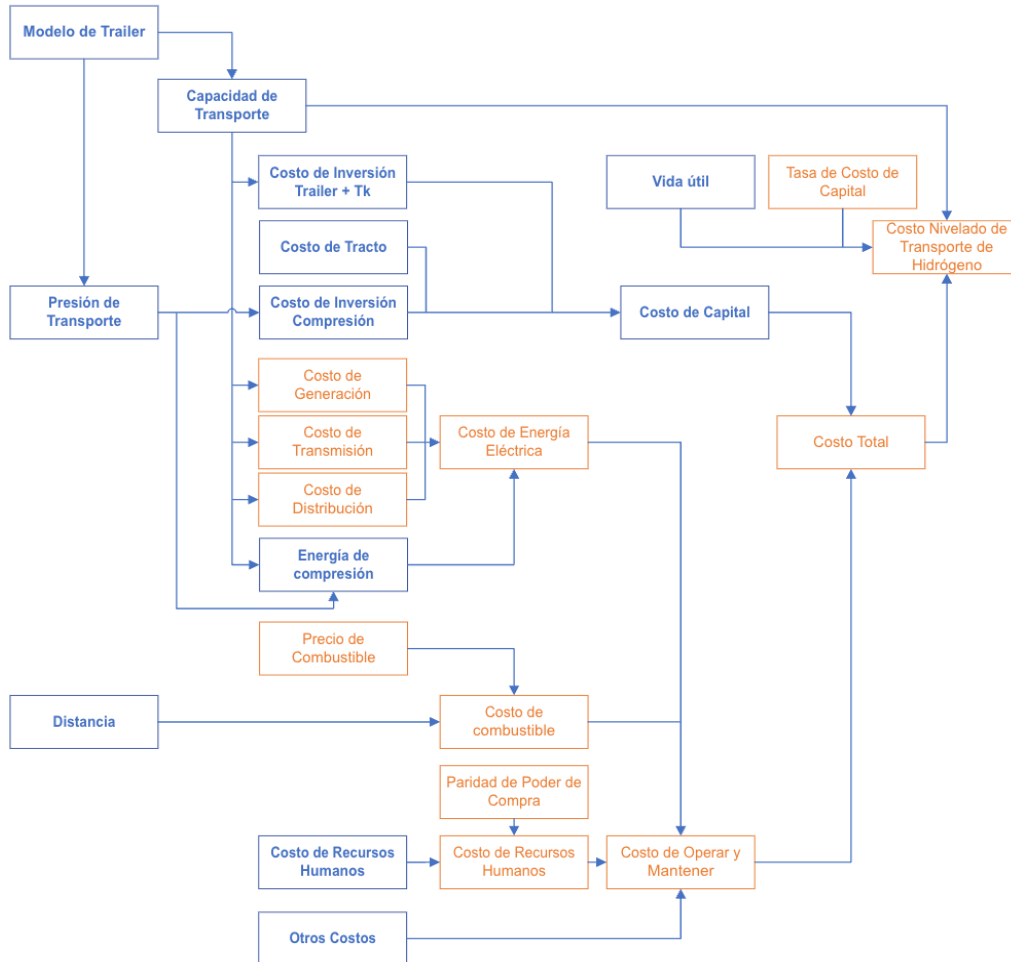 Modelo de Trailer
Capacidad de
Transporte
Costo de Inversión
Trailer + Tk
Vida útil
Tasa de Costo de
Capital
Costo de Tracto
Costo Nivelado de
Transporte de
Hidrógeno
Presión de
Transporte
Costo de Inversión
Compresión
Costo de Capital
Costo de
Generación
Costo de
Transmisión
Costo de Energía
Eléctrica
Costo Total
Costo de
Distribución
Energía de
compresión
Precio de
Combustible
Distancia
Costo de
combustible
Paridad de Poder de
Compra
Costo de Recursos
Humanos
Costo de Recursos
Humanos
Costo de Operar y
Mantener
Otros Costos